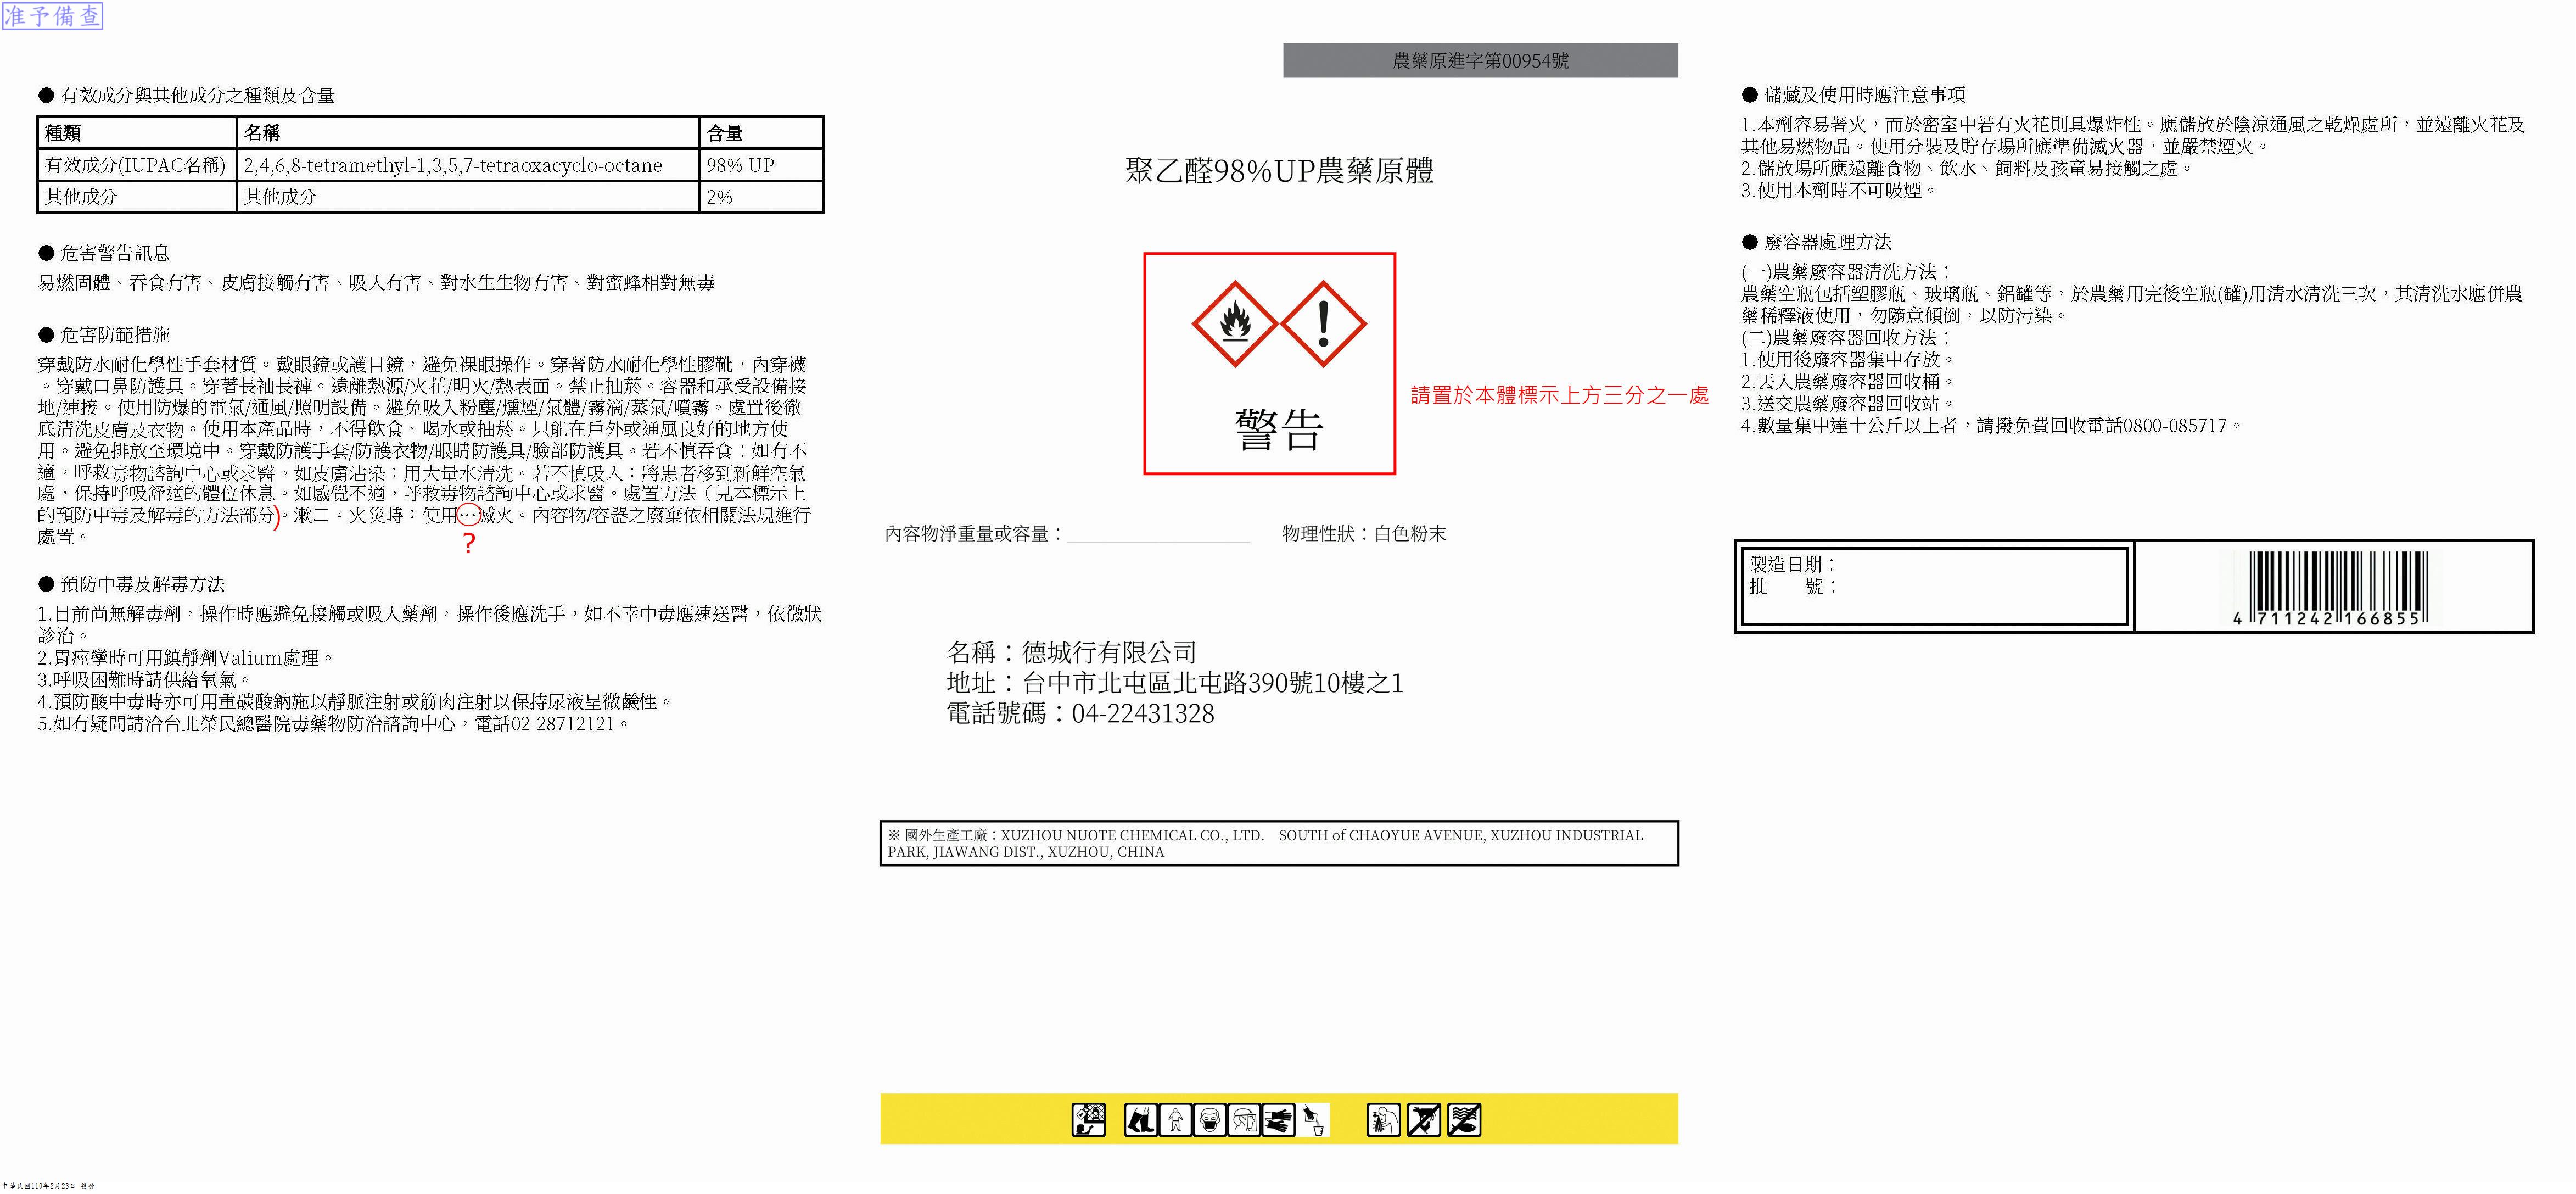 准予備查
● 有效成分與其他成分之種類及含量
種類 名稱 含量
有效成分(IUPAC名稱) 2,4,6,8-tetramethyl-1,3,5,7-tetraoxacyclo-octane 98% UP
其他成分 其他成分 2%
● 危害警告訊息
易燃固體、吞食有害、皮膚接觸有害、吸入有害、對水生生物有害、對蜜蜂相對無毒
● 危害防範措施
穿戴防水耐化學性手套材質。戴眼鏡或護目鏡，避免裸眼操作。穿著防水耐化學性膠靴，內穿襪
。穿戴口鼻防護具。穿著長袖長褲。遠離熱源/火花/明火/熱表面。禁止抽菸。容器和承受設備接
地/連接。使用防爆的電氣/通風/照明設備。避免吸入粉塵/燻煙/氣體/霧滴/蒸氣/噴霧。處置後徹
底清洗皮膚及衣物。使用本產品時，不得飲食、喝水或抽菸。只能在戶外或通風良好的地方使
用。避免排放至環境中。穿戴防護手套/防護衣物/眼睛防護具/臉部防護具。若不慎吞食：如有不
適，呼救毒物諮詢中心或求醫。如皮膚沾染：用大量水清洗。若不慎吸入：將患者移到新鮮空氣
處，保持呼吸舒適的體位休息。如感覺不適，呼救毒物諮詢中心或求醫。處置方法（見本標示上
的預防中毒及解毒的方法部分)。漱口。火災時：使用…滅火。內容物/容器之廢棄依相關法規進行
處置。
?
● 預防中毒及解毒方法
1.目前尚無解毒劑，操作時應避免接觸或吸入藥劑，操作後應洗手，如不幸中毒應速送醫，依徵狀
診治。
2.胃痙攣時可用鎮靜劑Valium處理。
3.呼吸困難時請供給氧氣。
4.預防酸中毒時亦可用重碳酸鈉施以靜脈注射或筋肉注射以保持尿液呈微鹼性。
5.如有疑問請洽台北榮民總醫院毒藥物防治諮詢中心，電話02-28712121。
農藥原進字第00954號
聚乙醛98%UP農藥原體
警告
請置於本體標示上方三分之一處
內容物淨重量或容量：
物理性狀：白色粉末
名稱：德城行有限公司
地址：台中市北屯區北屯路390號10樓之1
電話號碼：04-22431328
※ 國外生產工廠：XUZHOU NUOTE CHEMICAL CO., LTD. SOUTH of CHAOYUE AVENUE, XUZHOU INDUSTRIAL
PARK, JIAWANG DIST., XUZHOU, CHINA
● 儲藏及使用時應注意事項
1.本劑容易著火，而於密室中若有火花則具爆炸性。應儲放於陰涼通風之乾燥處所，並遠離火花及
其他易燃物品。使用分裝及貯存場所應準備滅火器，並嚴禁煙火。
2.儲放場所應遠離食物、飲水、飼料及孩童易接觸之處。
3.使用本劑時不可吸煙。
● 廢容器處理方法
(一)農藥廢容器清洗方法：
農藥空瓶包括塑膠瓶、玻璃瓶、鋁罐等，於農藥用完後空瓶(罐)用清水清洗三次，其清洗水應併農
藥稀釋液使用，勿隨意傾倒，以防污染。
(二)農藥廢容器回收方法：
1.使用後廢容器集中存放。
2.丟入農藥廢容器回收桶。
3.送交農藥廢容器回收站。
4.數量集中達十公斤以上者，請撥免費回收電話0800-085717。
製造日期：
批 號：
4 711242 166855
中華民國110年2月23日 簽發